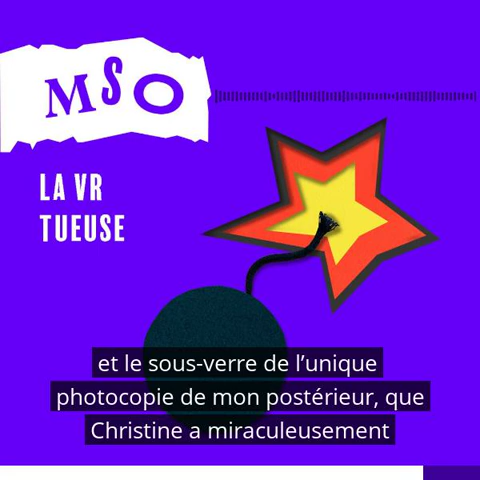 MSO
LA VR
TUEUSE
et le sous-verre de l’unique
photocopie de mon postérieur, que
Christine a miraculeusement